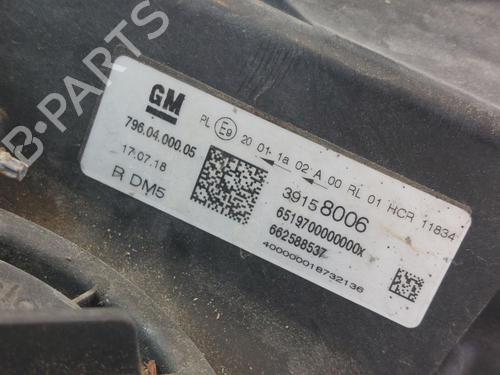 GM
PL E9 20 01 1a 02 A 00 RL 01 HCR 11834
796.04.000.05
17.07.18
R DM5
39158006
6519700000000X
662588537
40000018732136
B-PARTS